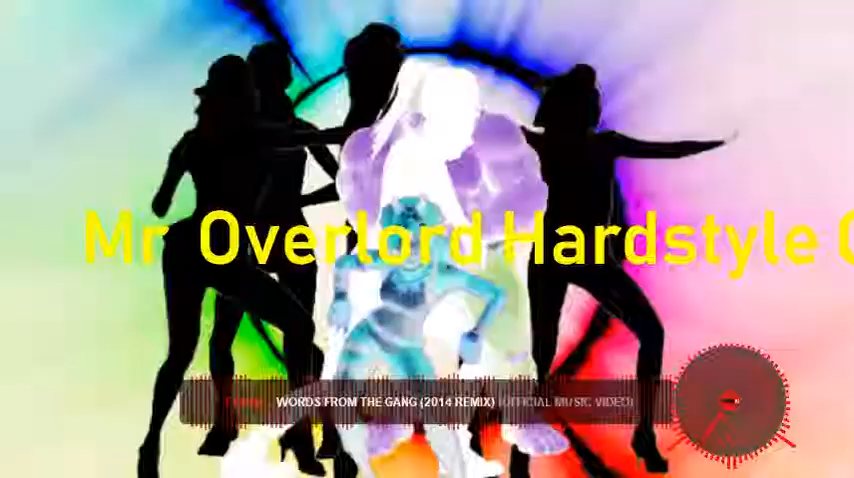 Mr Overlord Hardstyle
WORDS FROM THE GANG (2014 REMIX) (OFFICIAL MUSIC VIDEO)